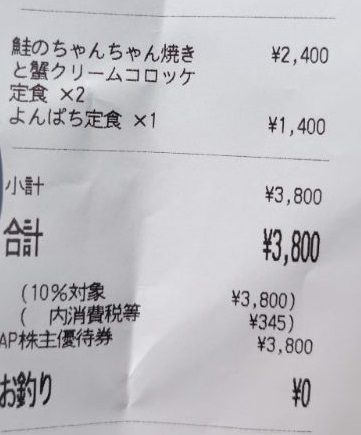 鮭のちゃんちゃん焼き ¥2,400
と蟹クリームコロッケ
定食 ×2
よんぱち定食 ×1 ¥1,400
小計 ¥3,800
合計 ¥3,800
(10%対象 ¥3,800)
( 内消費税等 ¥345)
AP株主優待券 ¥3,800
お釣り ¥0